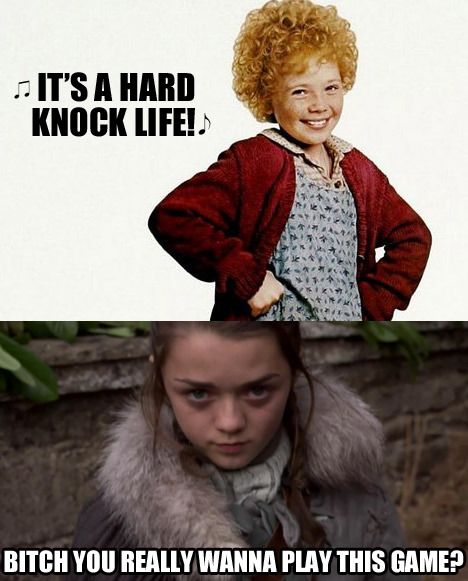 ♫ IT'S A HARD
KNOCK LIFE! ♪
BITCH YOU REALLY WANNA PLAY THIS GAME?